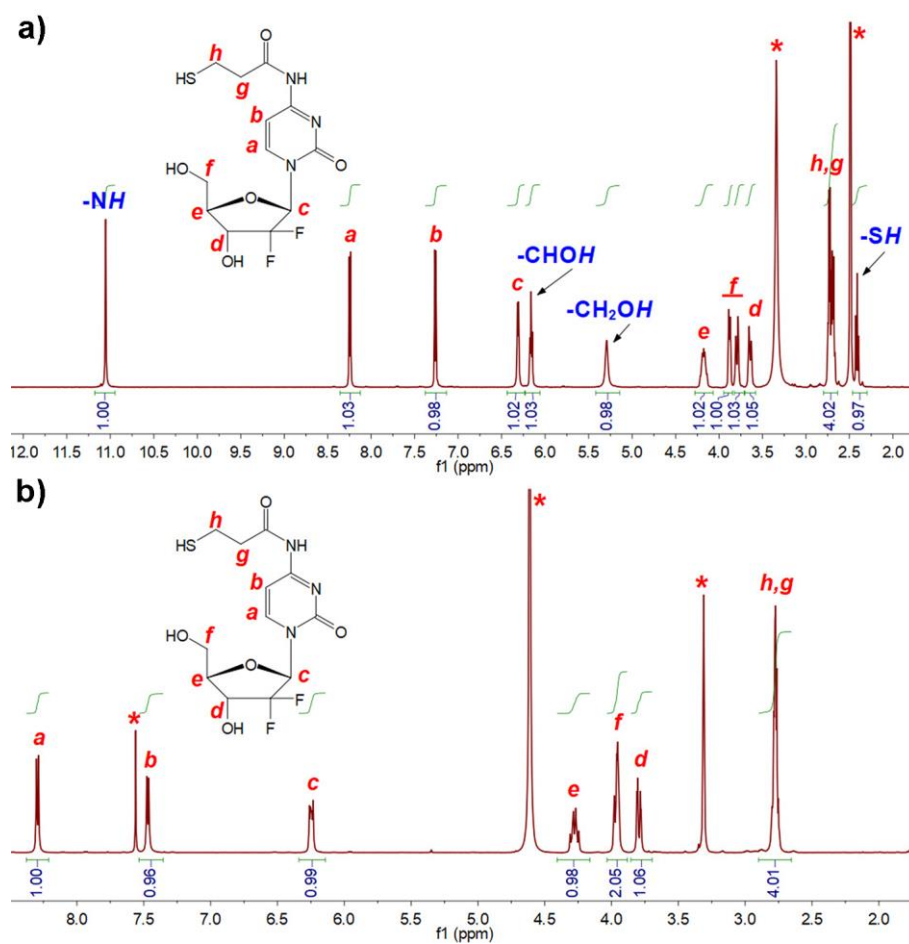 a)
O
h
HS
g
NH
b
N
a
N
O
HO
f
O
e
c
F
d
F
OH
-NH
a
b
c
-CHOH
-CH₂OH
e
f
d
*
h,g
*
-SH
1.00
1.03
0.98
1.02
1.03
0.98
1.02
1.00
1.03
1.05
4.02
0.97
12.0 11.5 11.0 10.5 10.0 9.5 9.0 8.5 8.0 7.5 7.0 6.5 6.0 5.5 5.0 4.5 4.0 3.5 3.0 2.5 2.0
f1 (ppm)
b)
O
h
HS
g
NH
b
N
a
N
O
HO
f
O
e
c
F
d
F
OH
a
*
b
c
*
e
f
d
*
h,g
1.00
0.96
0.99
0.98
2.05
1.06
4.01
8.0 7.5 7.0 6.5 6.0 5.5 5.0 4.5 4.0 3.5 3.0 2.5 2.0
f1 (ppm)